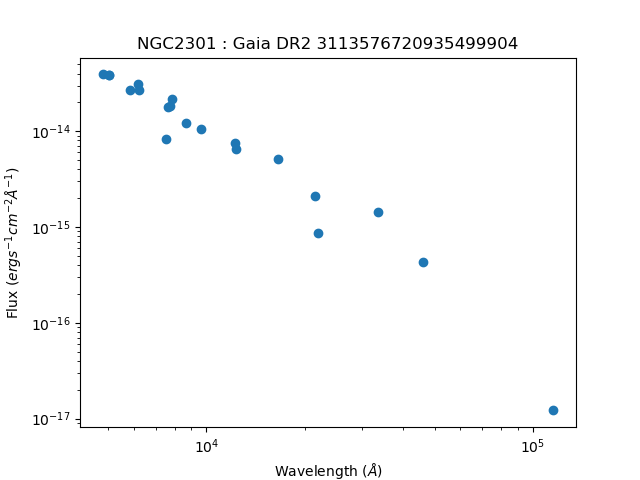 NGC2301 : Gaia DR2 3113576720935499904
Flux (ergs⁻¹cm⁻²Å⁻¹)
10⁻¹⁴
10⁻¹⁵
10⁻¹⁶
10⁻¹⁷
10⁴
10⁵
Wavelength (Å)